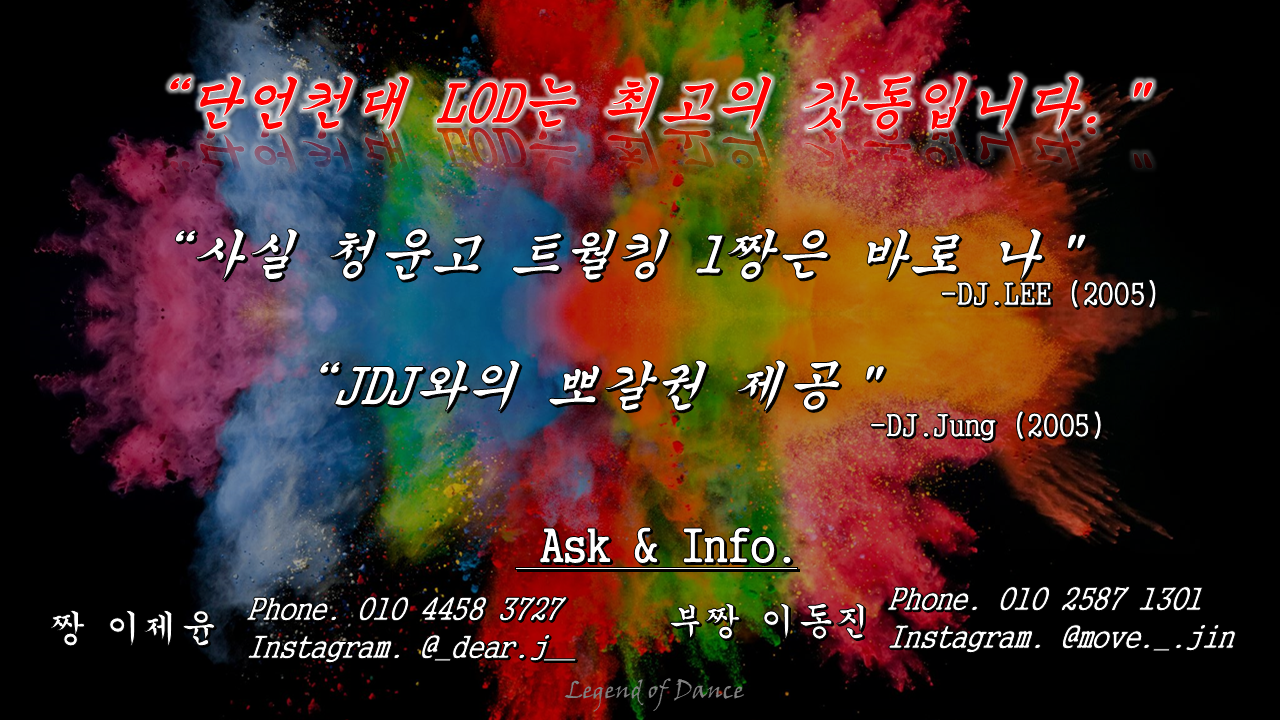 “단언컨대 LOD는 최고의 갓동입니다."
“사실 청운고 트월킹 1짱은 바로 나"
-DJ.LEE (2005)
“JDJ와의 뽀갈권 제공"
-DJ.Jung (2005)
Ask & Info.
짱 이제윤
Phone. 010 4458 3727
Instagram. @_dear.j__
부짱 이동진
Phone. 010 2587 1301
Instagram. @move._.jin
Legend of Dance